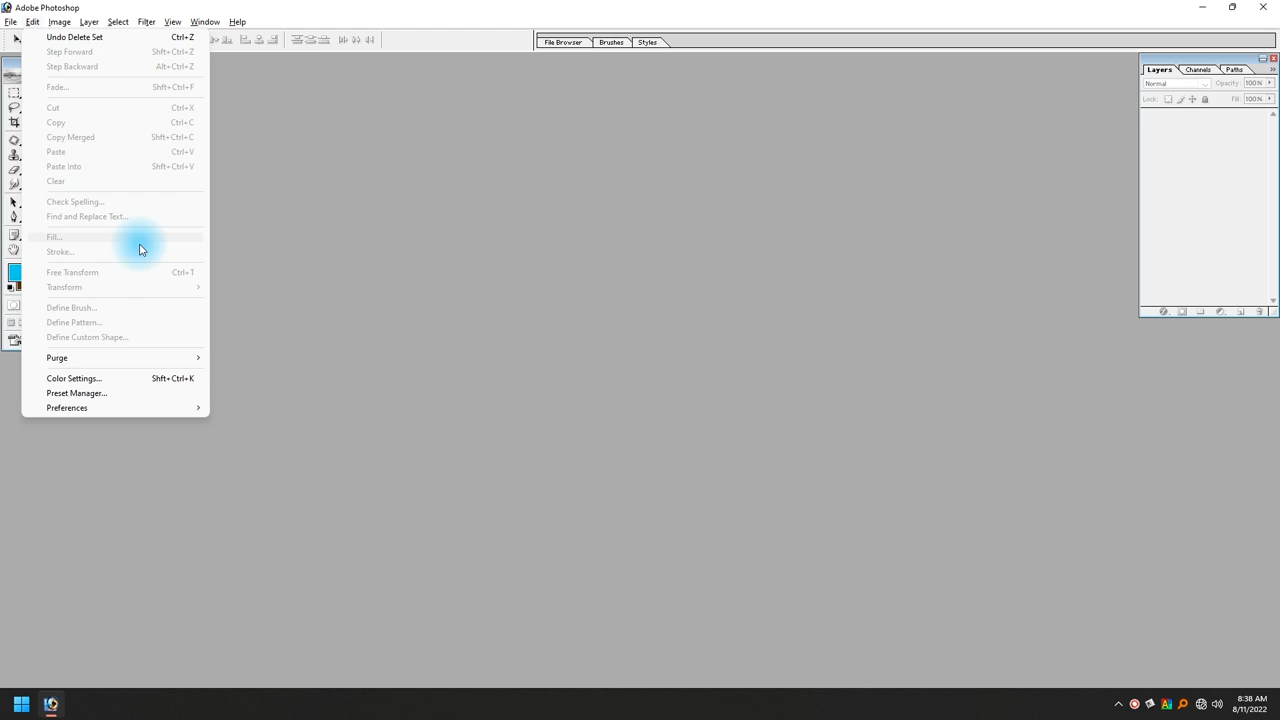 Adobe Photoshop
File Edit Image Layer Select Filter View Window Help
File Browser Brushes Styles
Undo Delete Set Ctrl+Z
Step Forward Shft+Ctrl+Z
Step Backward Alt+Ctrl+Z
Fade... Shft+Ctrl+F
Cut Ctrl+X
Copy Ctrl+C
Copy Merged Shft+Ctrl+C
Paste Ctrl+V
Paste Into Shft+Ctrl+V
Clear
Check Spelling...
Find and Replace Text...
Fill...
Stroke...
Free Transform Ctrl+T
Transform
Define Brush...
Define Pattern...
Define Custom Shape...
Purge
Color Settings... Shft+Ctrl+K
Preset Manager...
Preferences
Layers Channels Paths
Normal Opacity: 100%
Lock: Fill: 100%
8:38 AM
8/11/2022